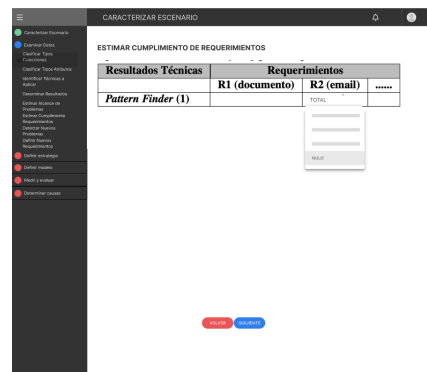 CARACTERIZAR ESCENARIO
Caracterizar Escenario
Examinar Datos
Clasificar Tipos
Colecciones
Clasificar Tipos Atributos
Identificar Técnicas a
Aplicar
Determinar Resultados
Estimar Alcance de
Problemas
Estimar Cumplimiento
Requerimientos
Detectar Nuevos
Problemas
Definir Nuevos
Requerimientos
Definir estrategia
Definir modelo
Medir y evaluar
Determinar causas
ESTIMAR CUMPLIMIENTO DE REQUERIMIENTOS
Resultados Técnicas Requerimientos
R1 (documento) R2 (email) ......
Pattern Finder (1) TOTAL
NULO
VOLVER SIGUIENTE